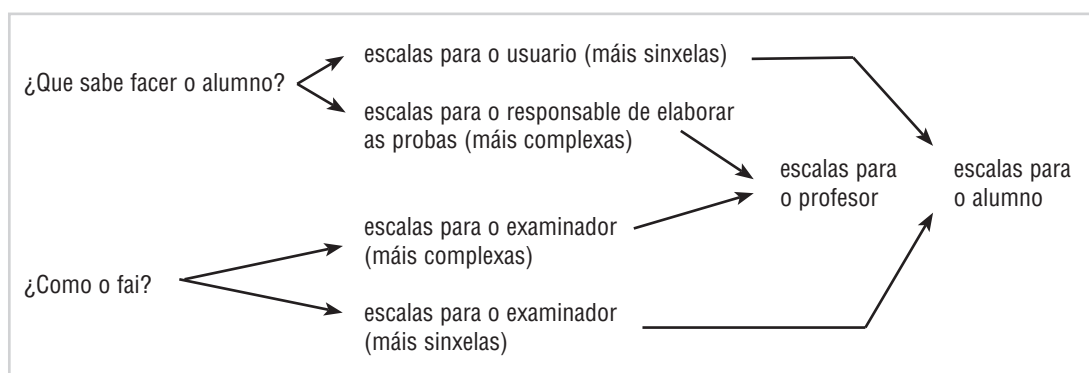 ¿Que sabe facer o alumno?
escalas para o usuario (máis sinxelas)
escalas para o responsable de elaborar
as probas (máis complexas)
escalas para
o profesor
escalas para
o alumno
¿Como o fai?
escalas para o examinador
(máis complexas)
escalas para o examinador
(máis sinxelas)